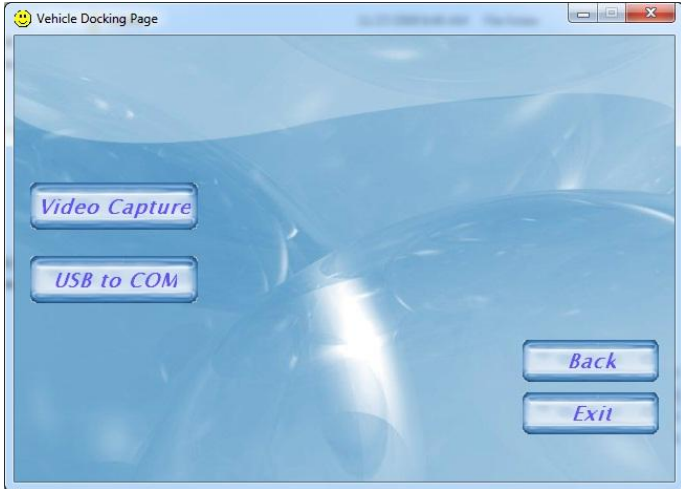 Vehicle Docking Page
Video Capture
USB to COM
Back
Exit